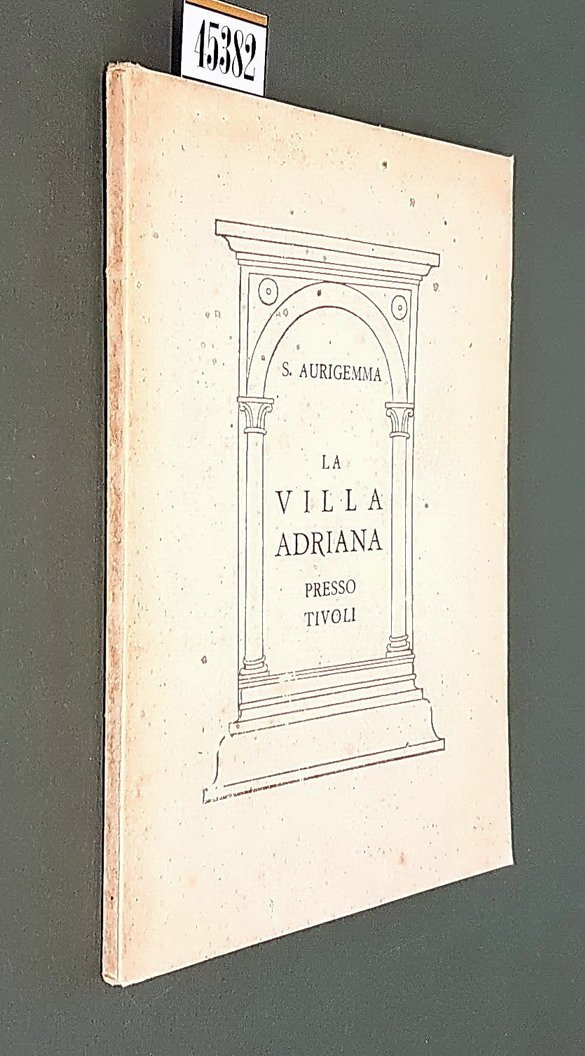 45382
S. AURIGEMMA
LA
VILLA
ADRIANA
PRESSO
TIVOLI